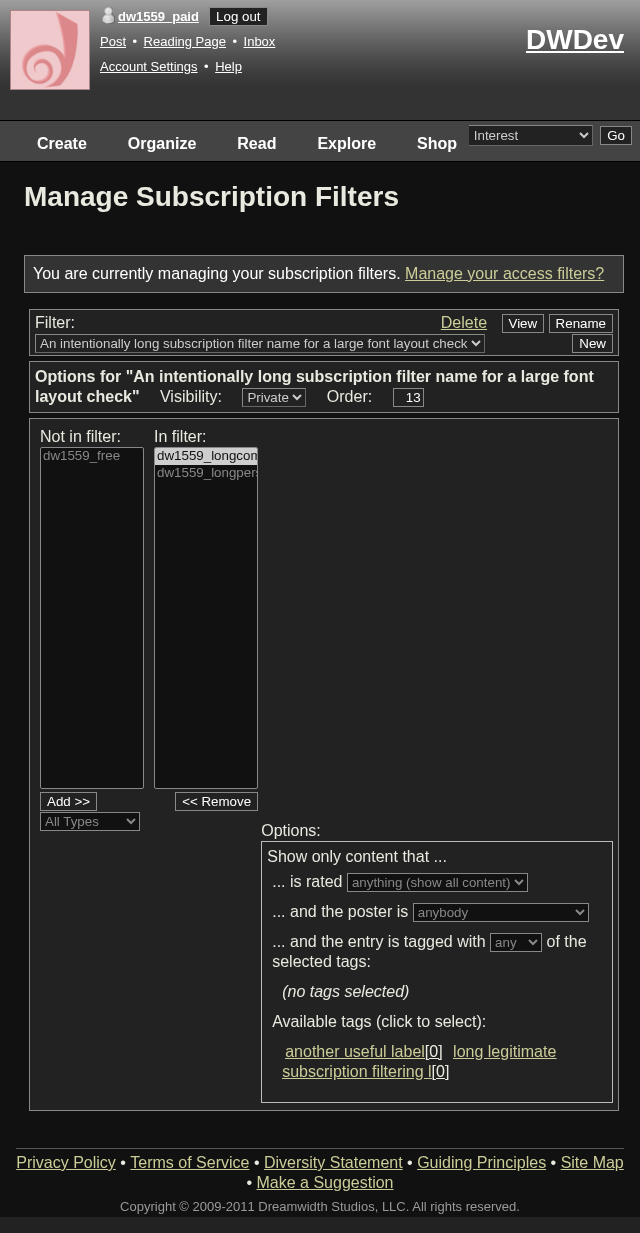 dw1559_paid Log out
Post • Reading Page • Inbox
Account Settings • Help
DWDev
Create Organize Read Explore Shop Interest Go
Manage Subscription Filters
You are currently managing your subscription filters. Manage your access filters?
Filter: Delete View Rename
An intentionally long subscription filter name for a large font layout check New
Options for "An intentionally long subscription filter name for a large font
layout check" Visibility: Private Order: 13
Not in filter: In filter:
dw1559_free dw1559_longcom
dw1559_longpers
Add >> << Remove
All Types
Options:
Show only content that ...
... is rated anything (show all content)
... and the poster is anybody
... and the entry is tagged with any of the
selected tags:
(no tags selected)
Available tags (click to select):
another useful label[0] long legitimate
subscription filtering l[0]
Privacy Policy • Terms of Service • Diversity Statement • Guiding Principles • Site Map
• Make a Suggestion
Copyright © 2009-2011 Dreamwidth Studios, LLC. All rights reserved.